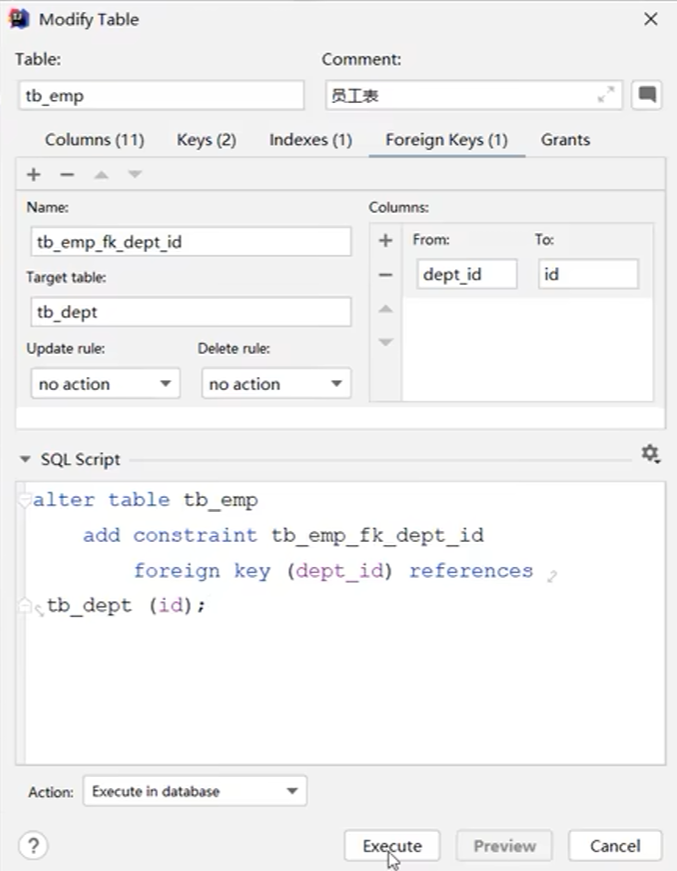 Modify Table
Table: Comment:
tb_emp 员工表
Columns (11) Keys (2) Indexes (1) Foreign Keys (1) Grants
Name: Columns:
tb_emp_fk_dept_id From: To:
dept_id id
Target table:
tb_dept
Update rule: Delete rule:
no action no action
SQL Script
alter table tb_emp
add constraint tb_emp_fk_dept_id
foreign key (dept_id) references
tb_dept (id);
Action: Execute in database
? Execute Preview Cancel